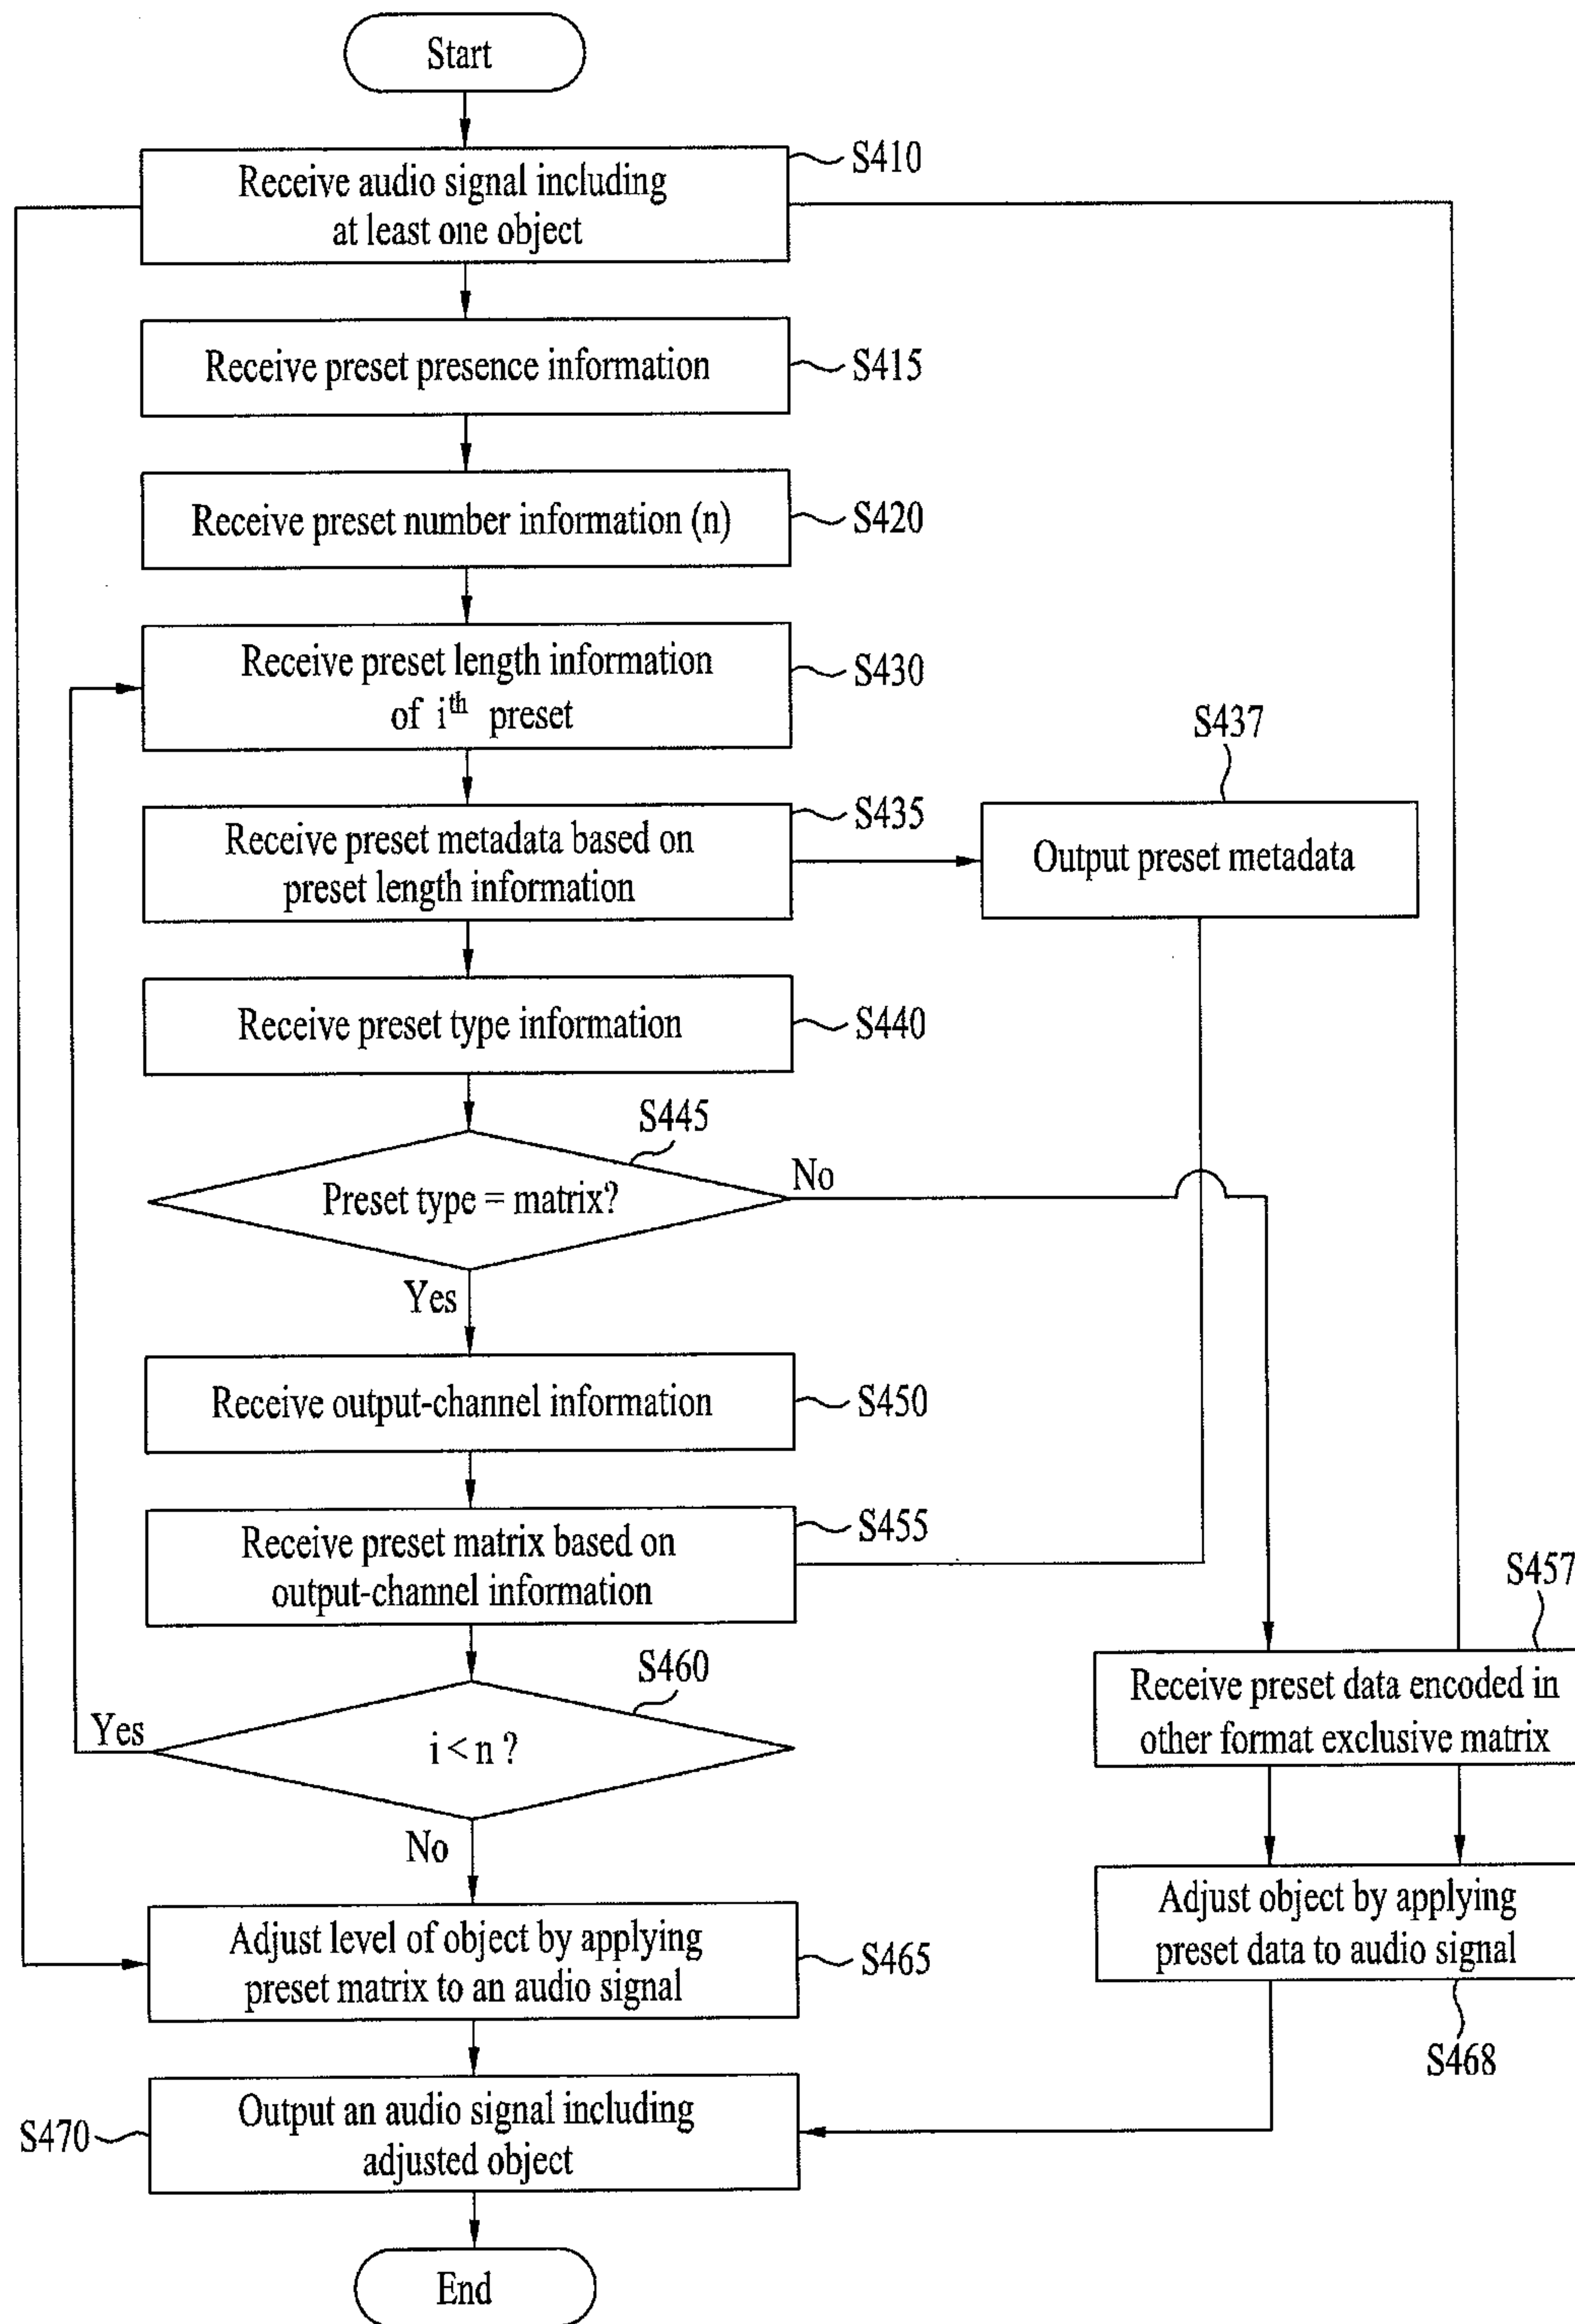 Start
Receive audio signal including
at least one object
S410
Receive preset presence information
S415
Receive preset number information (n)
S420
Receive preset length information
of ith preset
S430
S437
Receive preset metadata based on
preset length information
S435
Output preset metadata
Receive preset type information
S440
S445
Preset type = matrix?
No
Yes
Receive output-channel information
S450
Receive preset matrix based on
output-channel information
S455
S457
Receive preset data encoded in
other format exclusive matrix
S460
i < n ?
Yes
No
Adjust level of object by applying
preset matrix to an audio signal
S465
Adjust object by applying
preset data to audio signal
S468
Output an audio signal including
adjusted object
S470
End